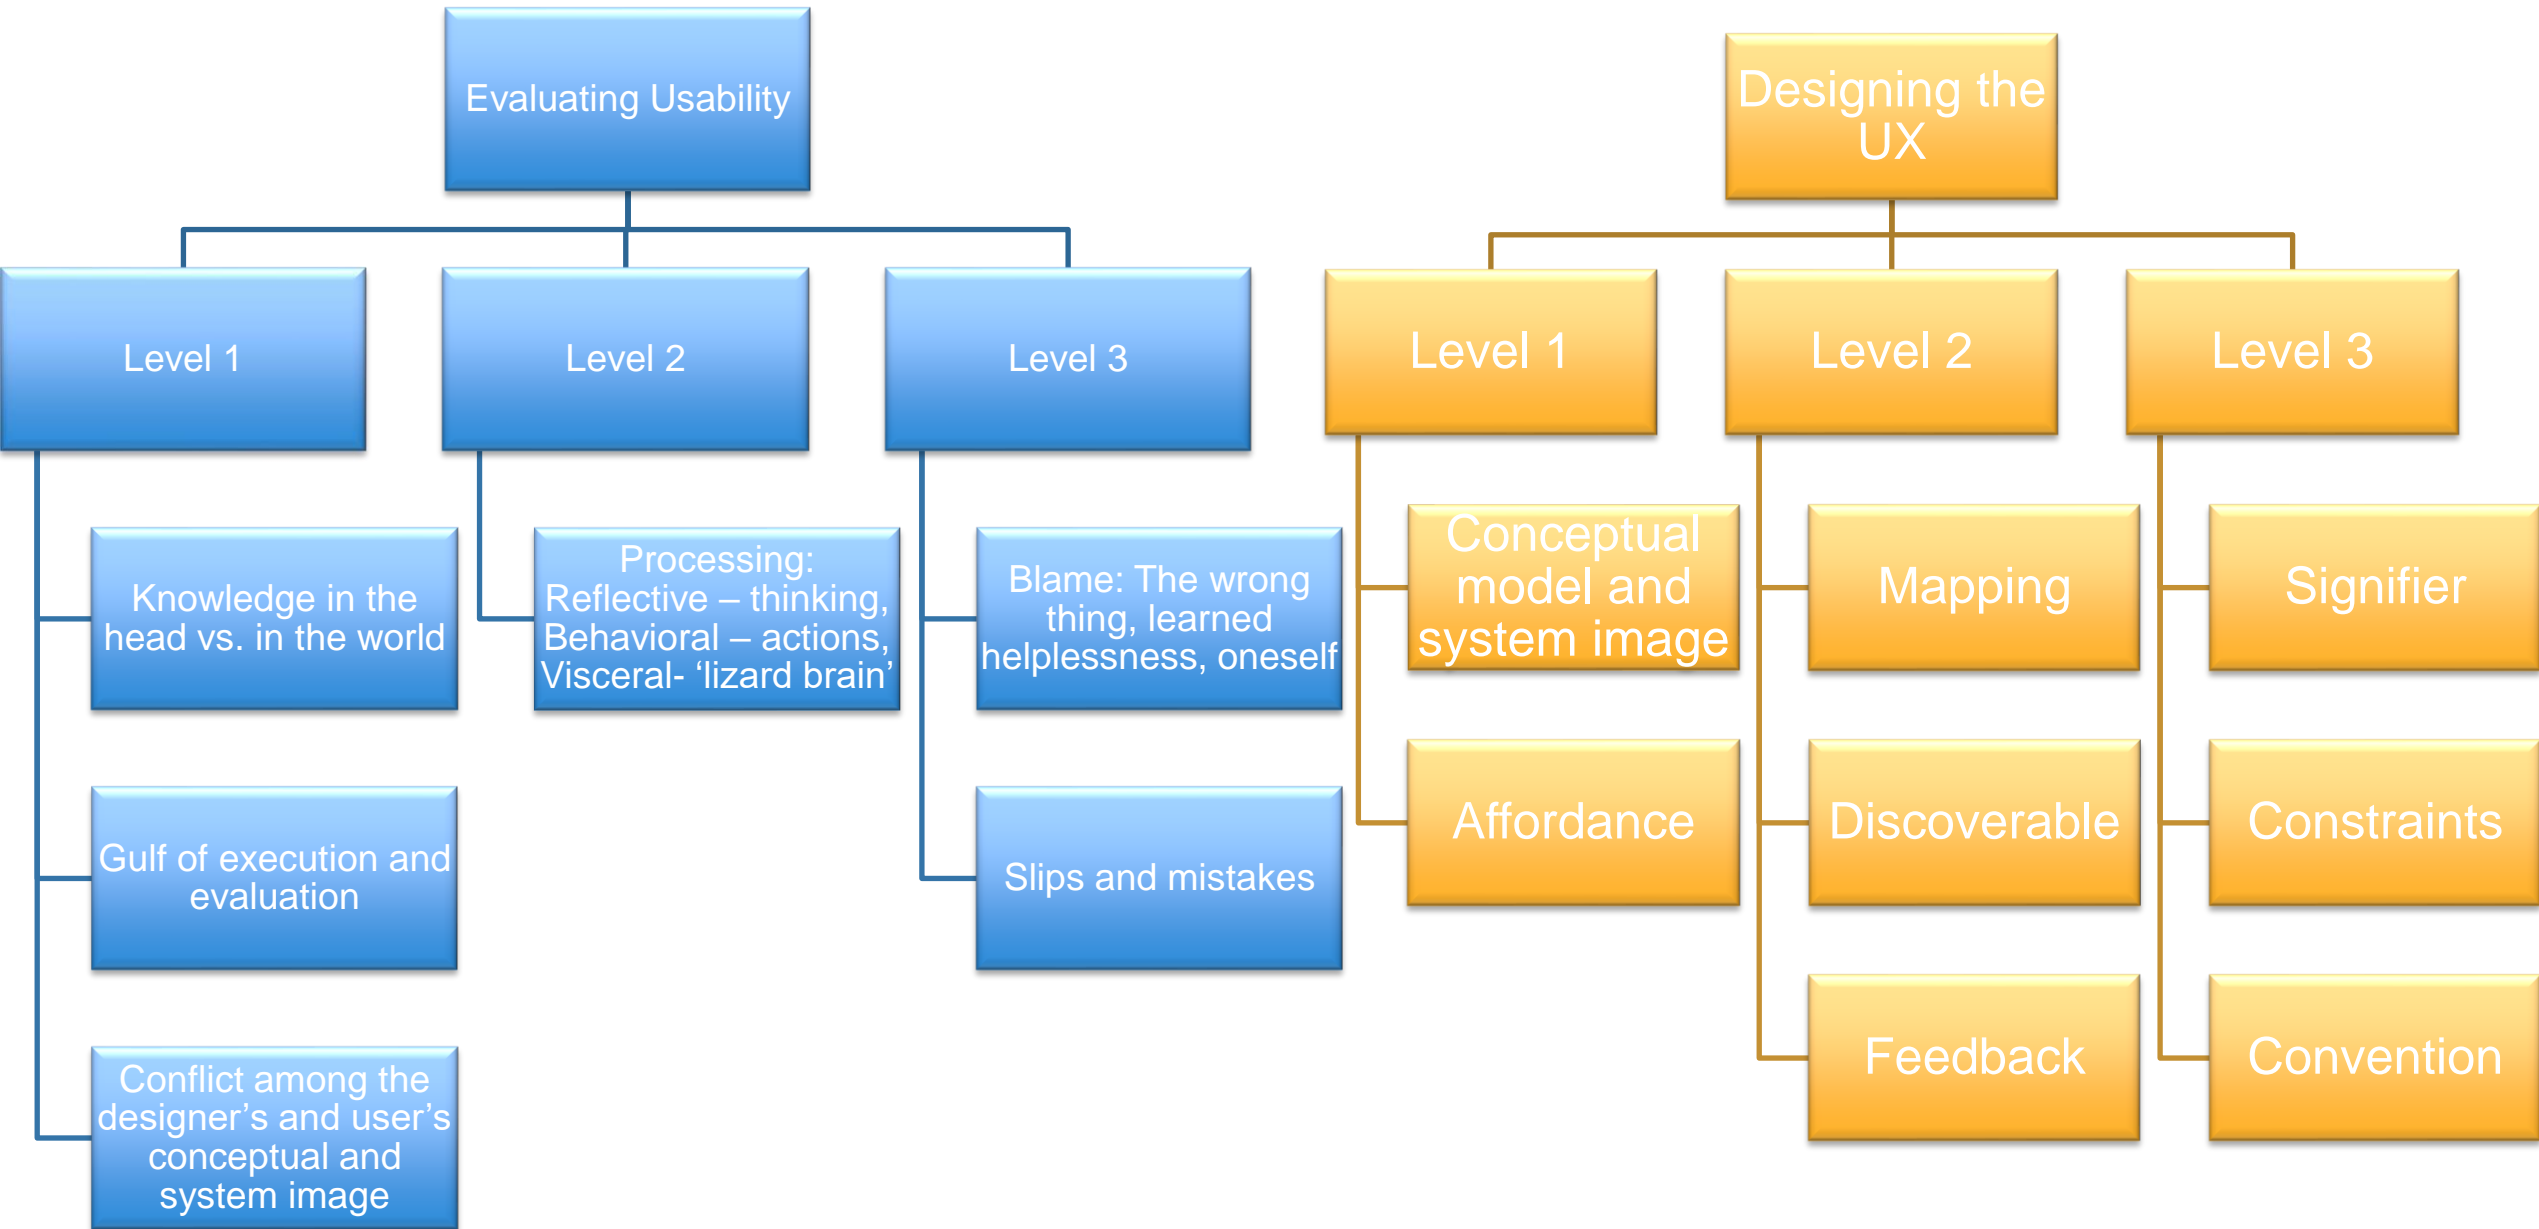 Evaluating Usability
Level 1
Knowledge in the
head vs. in the world
Gulf of execution and
evaluation
Conflict among the
designer’s and user’s
conceptual and
system image
Level 2
Processing:
Reflective – thinking,
Behavioral – actions,
Visceral- ‘lizard brain’
Level 3
Blame: The wrong
thing, learned
helplessness, oneself
Slips and mistakes
Designing the
UX
Level 1
Conceptual
model and
system image
Affordance
Level 2
Mapping
Discoverable
Feedback
Level 3
Signifier
Constraints
Convention